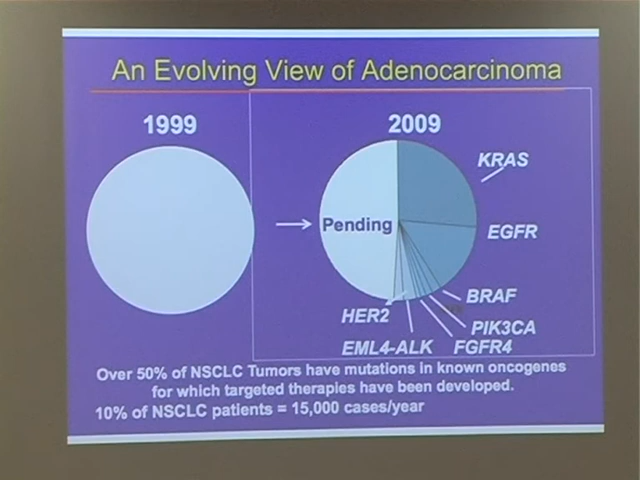 An Evolving View of Adenocarcinoma
1999
2009
KRAS
Pending
EGFR
BRAF
HER2
PIK3CA
EML4-ALK
FGFR4
Over 50% of NSCLC Tumors have mutations in known oncogenes
for which targeted therapies have been developed.
10% of NSCLC patients = 15,000 cases/year